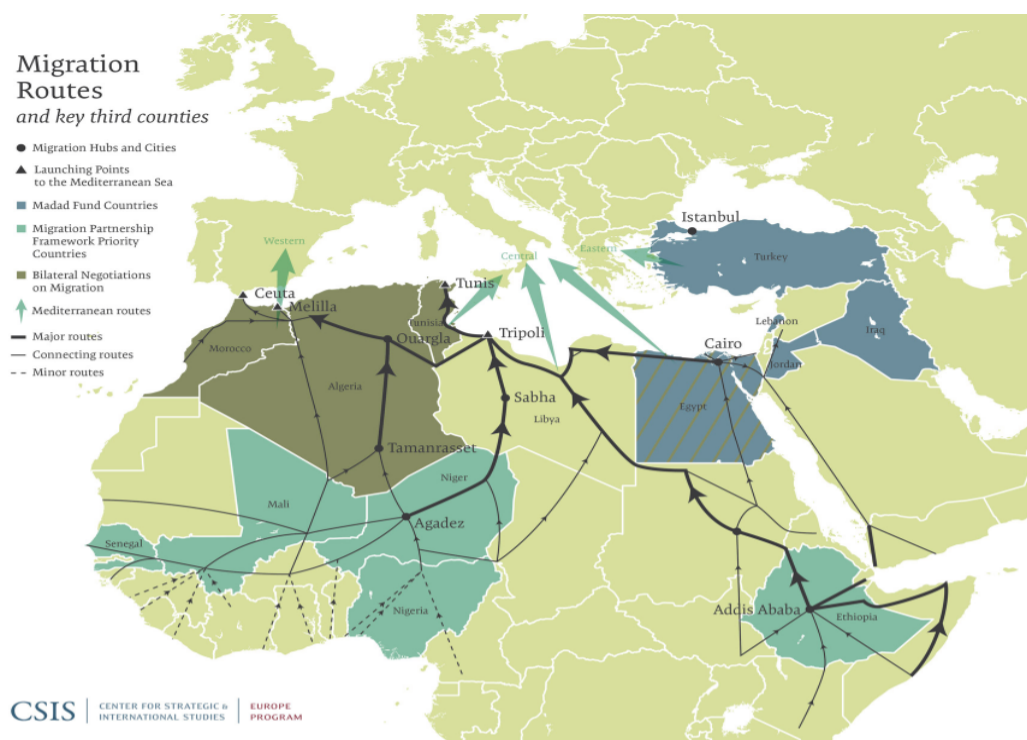 Migration
Routes
and key third counties
Migration Hubs and Cities
Launching Points
to the Mediterranean Sea
Madad Fund Countries
Migration Partnership
Framework Priority
Countries
Bilateral Negotiations
on Migration
Mediterranean routes
Major routes
Connecting routes
Minor routes
Istanbul
Western
Central
Eastern
Turkey
Ceuta
Melilla
Tunis
Tunisia
Tripoli
Lebanon
Iraq
Morocco
Ouargla
Cairo
Jordan
Algeria
Sabha
Libya
Egypt
Tamanrasset
Niger
Mali
Agadez
Senegal
Nigeria
Addis Ababa
Ethiopia
CSIS
CENTER FOR STRATEGIC &
INTERNATIONAL STUDIES
EUROPE
PROGRAM